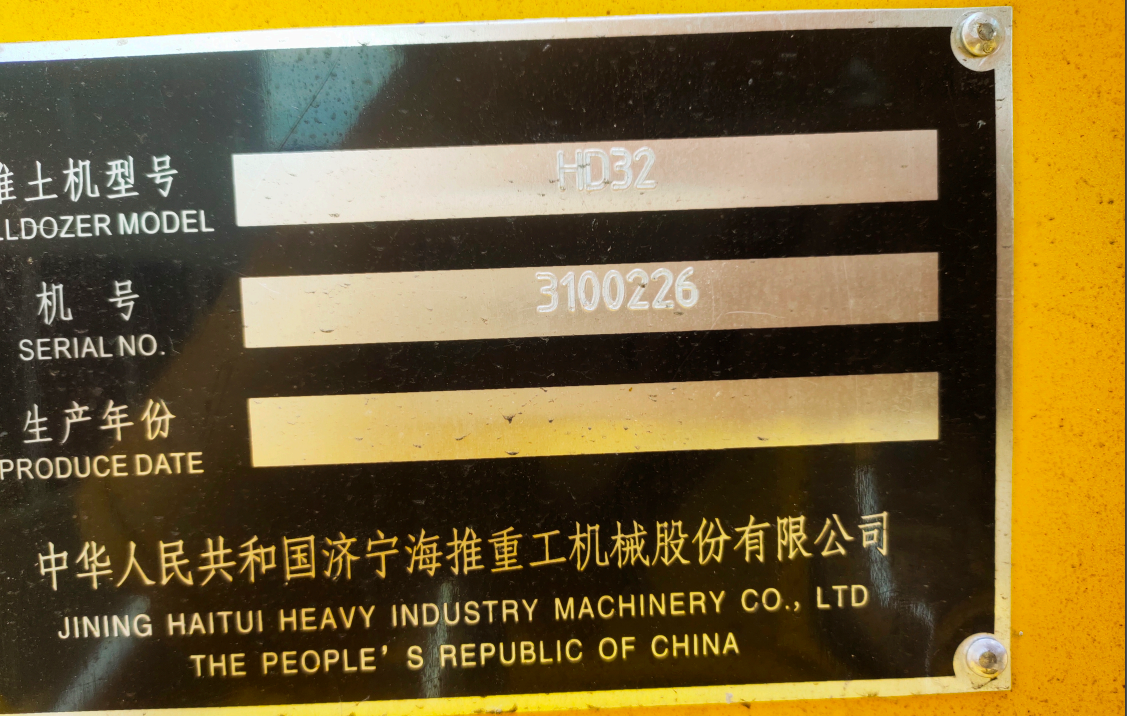 推土机型号
HD32
LLDOZER MODEL
机 号
3100226
SERIAL NO.
生产年份
PRODUCE DATE
中华人民共和国济宁海推重工机械股份有限公司
JINING HAITUI HEAVY INDUSTRY MACHINERY CO., LTD
THE PEOPLE' S REPUBLIC OF CHINA